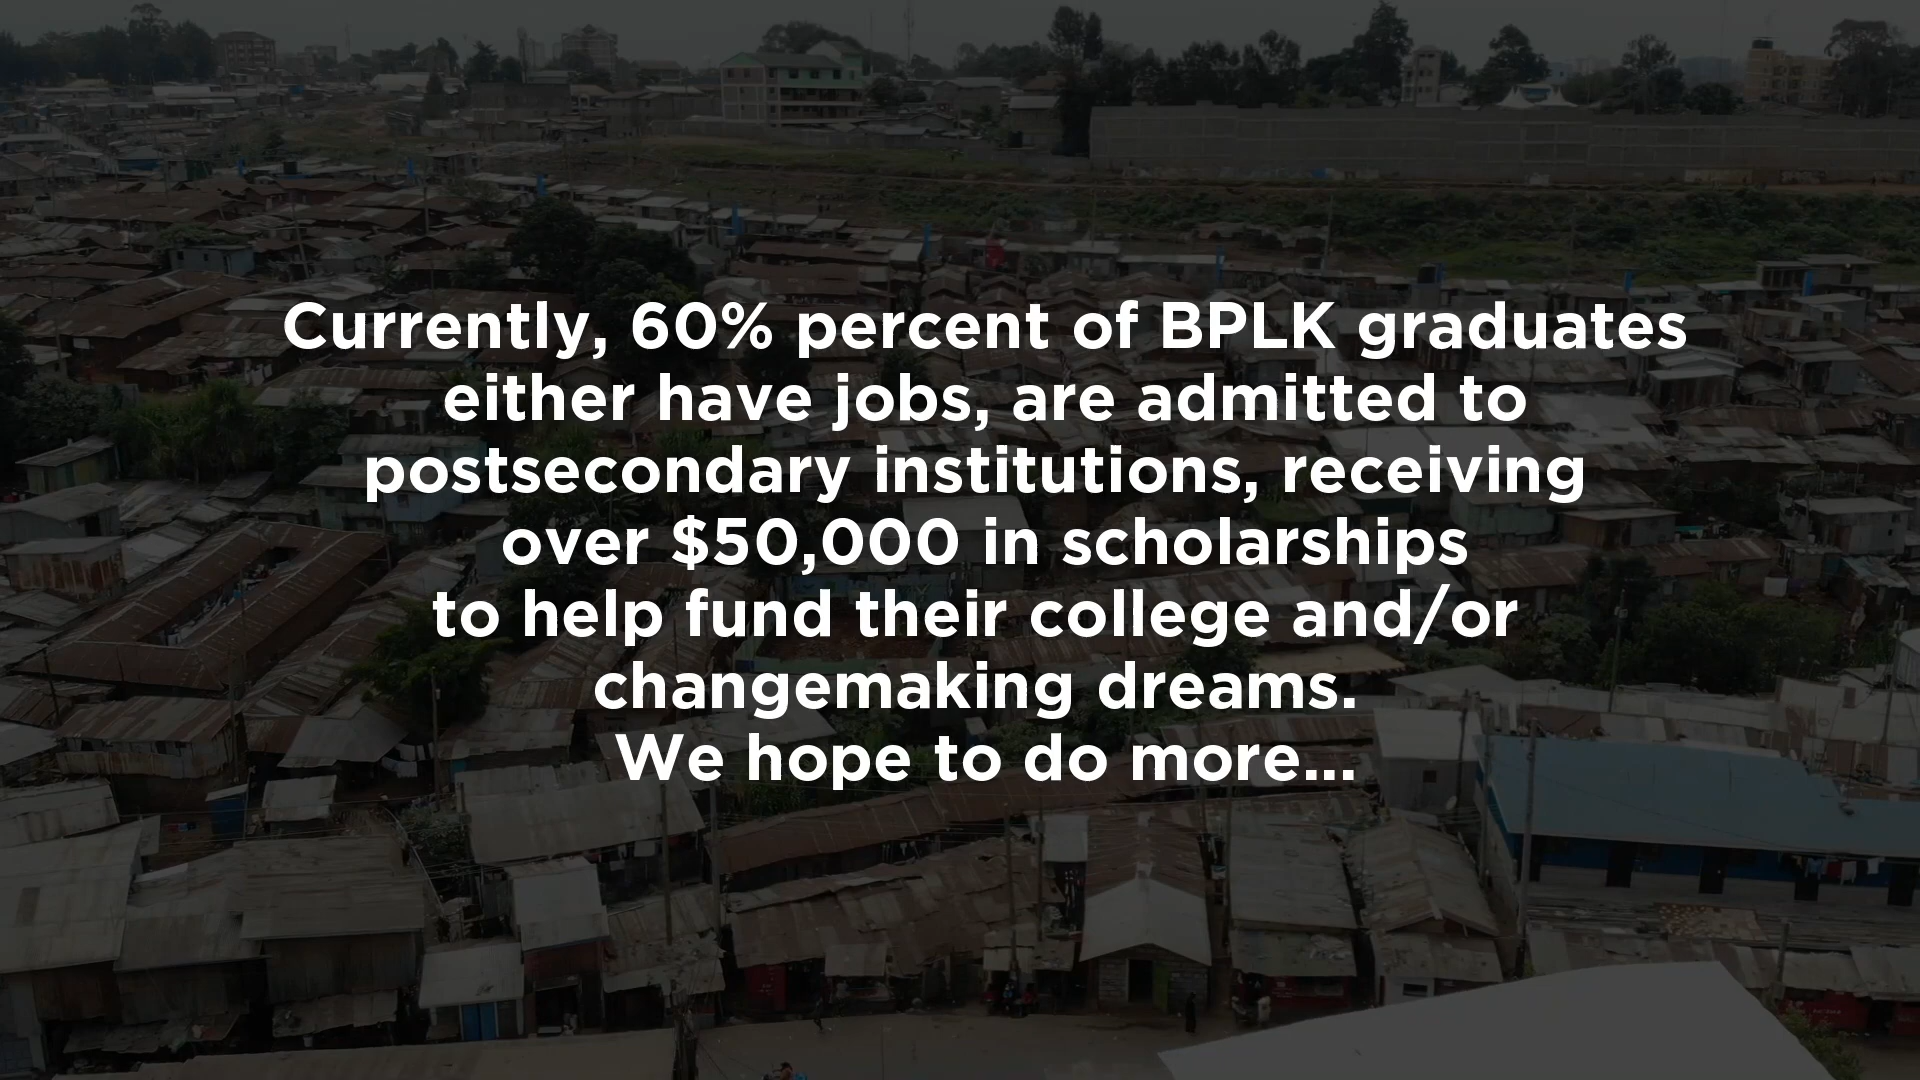 Currently, 60% percent of BPLK graduates
either have jobs, are admitted to
postsecondary institutions, receiving
over $50,000 in scholarships
to help fund their college and/or
changemaking dreams.
We hope to do more...